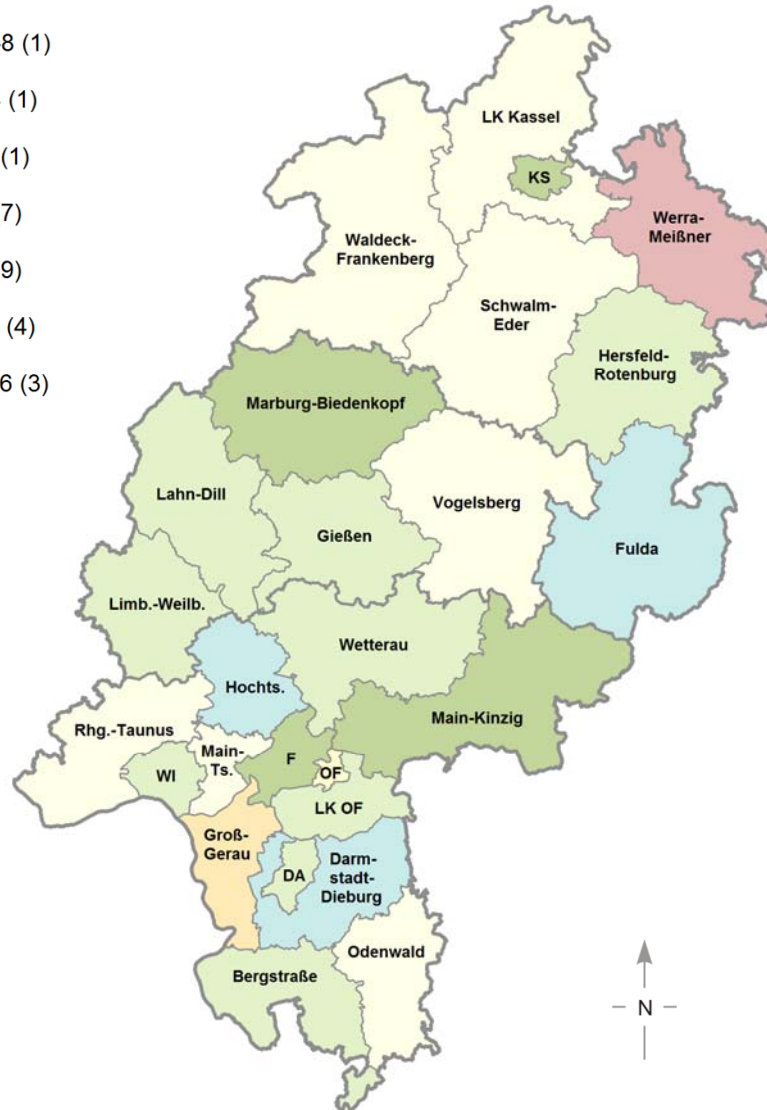 8 (1)
(1)
(1)
7)
9)
(4)
6 (3)
LK Kassel
KS
Werra-
Meißner
Waldeck-
Frankenberg
Schwalm-
Eder
Hersfeld-
Rotenburg
Marburg-Biedenkopf
Lahn-Dill
Gießen
Vogelsberg
Fulda
Limb.-Weilb.
Wetterau
Hochts.
Main-Kinzig
Rhg.-Taunus
Main-
Ts.
F
OF
WI
LK OF
Groß-
Gerau
DA
Darm-
stadt-
Dieburg
Odenwald
Bergstraße
N